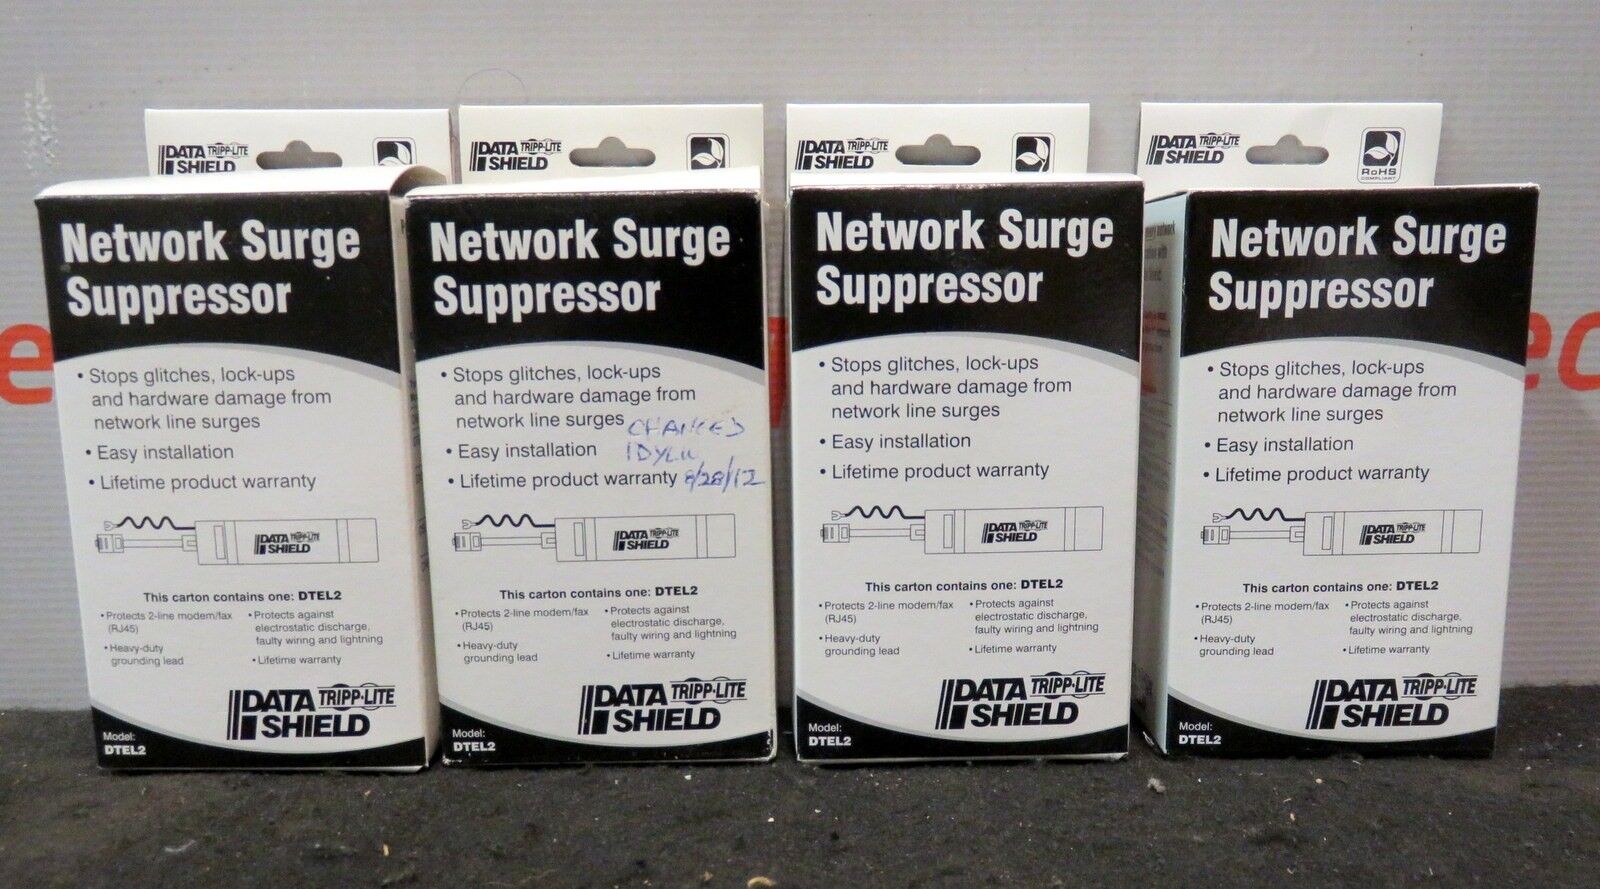 DATA SHIELD TRIPP·LITE
DATA SHIELD TRIPP·LITE
DATA SHIELD TRIPP·LITE
DATA SHIELD TRIPP·LITE
RoHS
COMPLIANT
Network Surge
Suppressor
• Stops glitches, lock-ups
and hardware damage from
network line surges
• Easy installation
• Lifetime product warranty
DATA SHIELD TRIPP·LITE
This carton contains one: DTEL2
• Protects 2-line modem/fax
(RJ45)
• Heavy-duty
grounding lead
• Protects against
electrostatic discharge,
faulty wiring and lightning
• Lifetime warranty
DATA SHIELD TRIPP·LITE
Model:
DTEL2
Network Surge
Suppressor
• Stops glitches, lock-ups
and hardware damage from
network line surges
• Easy installation
• Lifetime product warranty
CHANGED
8/28/12
DATA SHIELD TRIPP·LITE
This carton contains one: DTEL2
• Protects 2-line modem/fax
(RJ45)
• Heavy-duty
grounding lead
• Protects against
electrostatic discharge,
faulty wiring and lightning
• Lifetime warranty
DATA SHIELD TRIPP·LITE
Model:
DTEL2
Network Surge
Suppressor
• Stops glitches, lock-ups
and hardware damage from
network line surges
• Easy installation
• Lifetime product warranty
DATA SHIELD TRIPP·LITE
This carton contains one: DTEL2
• Protects 2-line modem/fax
(RJ45)
• Heavy-duty
grounding lead
• Protects against
electrostatic discharge,
faulty wiring and lightning
• Lifetime warranty
DATA SHIELD TRIPP·LITE
Model:
DTEL2
Network Surge
Suppressor
• Stops glitches, lock-ups
and hardware damage from
network line surges
• Easy installation
• Lifetime product warranty
DATA SHIELD TRIPP·LITE
This carton contains one: DTEL2
• Protects 2-line modem/fax
(RJ45)
• Heavy-duty
grounding lead
• Protects against
electrostatic discharge,
faulty wiring and lightning
• Lifetime warranty
DATA SHIELD TRIPP·LITE
Model:
DTEL2